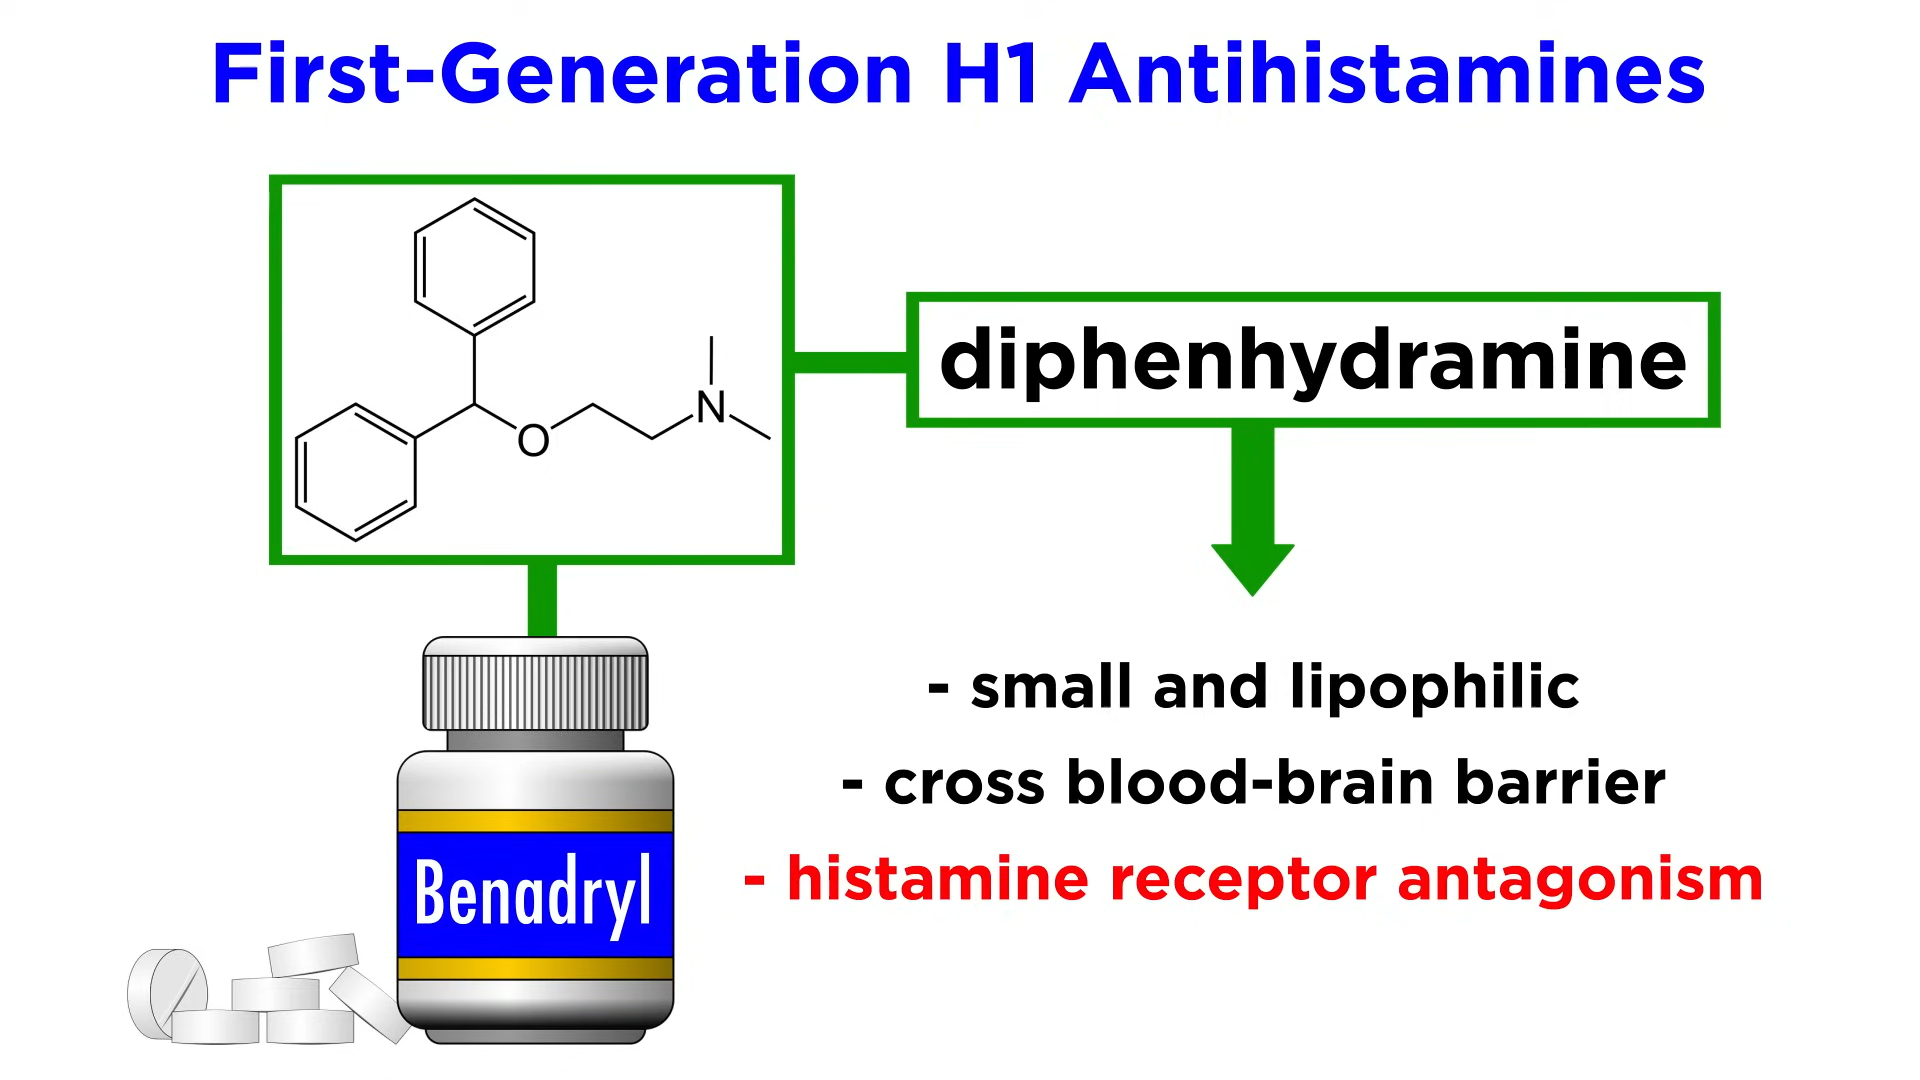 First-Generation H1 Antihistamines
N
O
diphenhydramine
- small and lipophilic
- cross blood-brain barrier
- histamine receptor antagonism
Benadryl